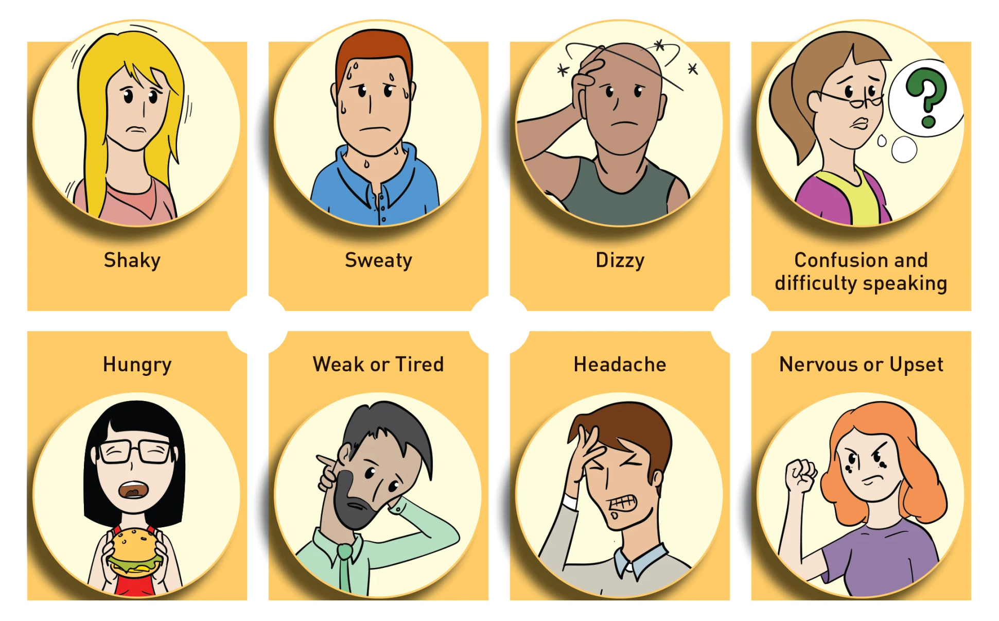 Shaky
Sweaty
Dizzy
Confusion and
difficulty speaking
?
Hungry
Weak or Tired
Headache
Nervous or Upset